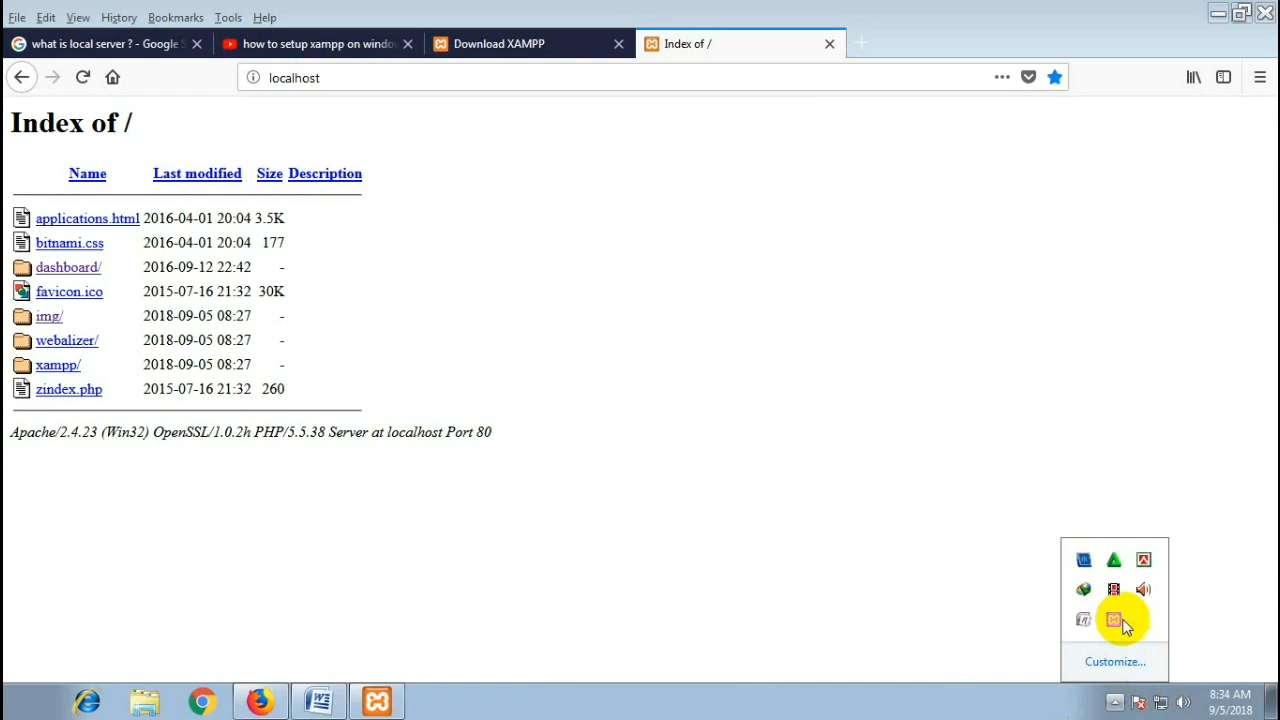 File Edit View History Bookmarks Tools Help
what is local server ? - Google S
how to setup xampp on windo
Download XAMPP
Index of /
localhost
Index of /
Name Last modified Size Description
applications.html 2016-04-01 20:04 3.5K
bitnami.css 2016-04-01 20:04 177
dashboard/ 2016-09-12 22:42 -
favicon.ico 2015-07-16 21:32 30K
img/ 2018-09-05 08:27 -
webalizer/ 2018-09-05 08:27 -
xampp/ 2018-09-05 08:27 -
zindex.php 2015-07-16 21:32 260
Apache/2.4.23 (Win32) OpenSSL/1.0.2h PHP/5.5.38 Server at localhost Port 80
Customize...
8:34 AM
9/5/2018